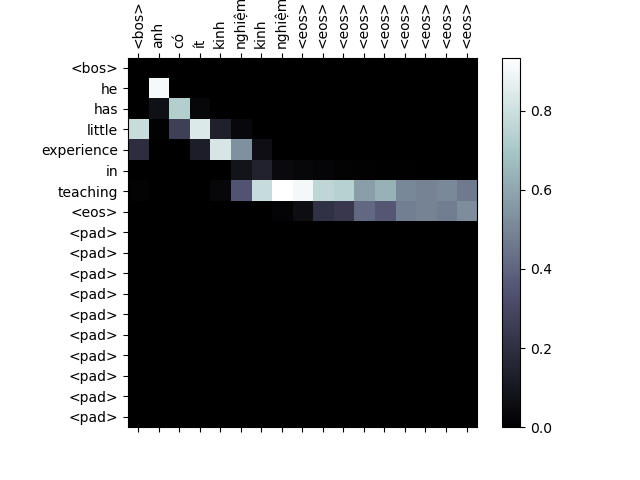 <bos> anh có ít kinh nghiệm kinh nghiệm <eos> <eos> <eos> <eos> <eos> <eos> <eos> <eos> <eos>
<bos>
he
has
little
experience
in
teaching
<eos>
<pad>
<pad>
<pad>
<pad>
<pad>
<pad>
<pad>
<pad>
<pad>
<pad>
0.8
0.6
0.4
0.2
0.0